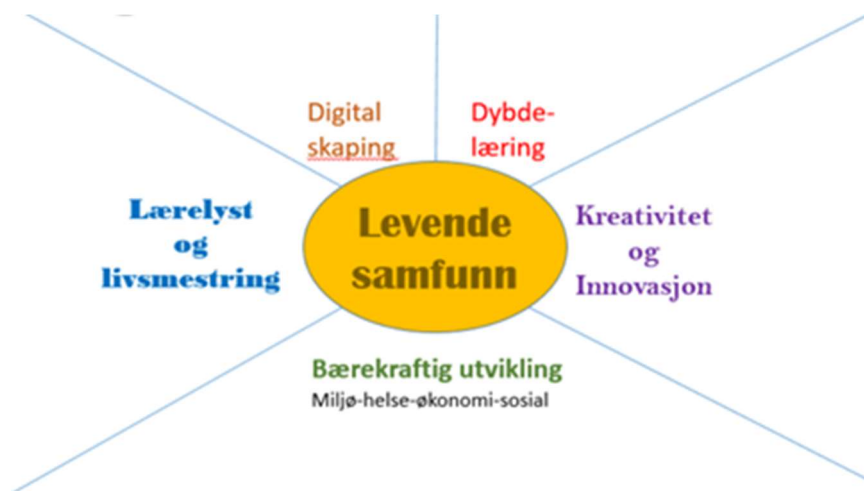 Digital
skaping
Dybde-
læring
Lærelyst
og
livsmestring
Levende
samfunn
Kreativitet
og
Innovasjon
Bærekraftig utvikling
Miljø-helse-økonomi-sosial